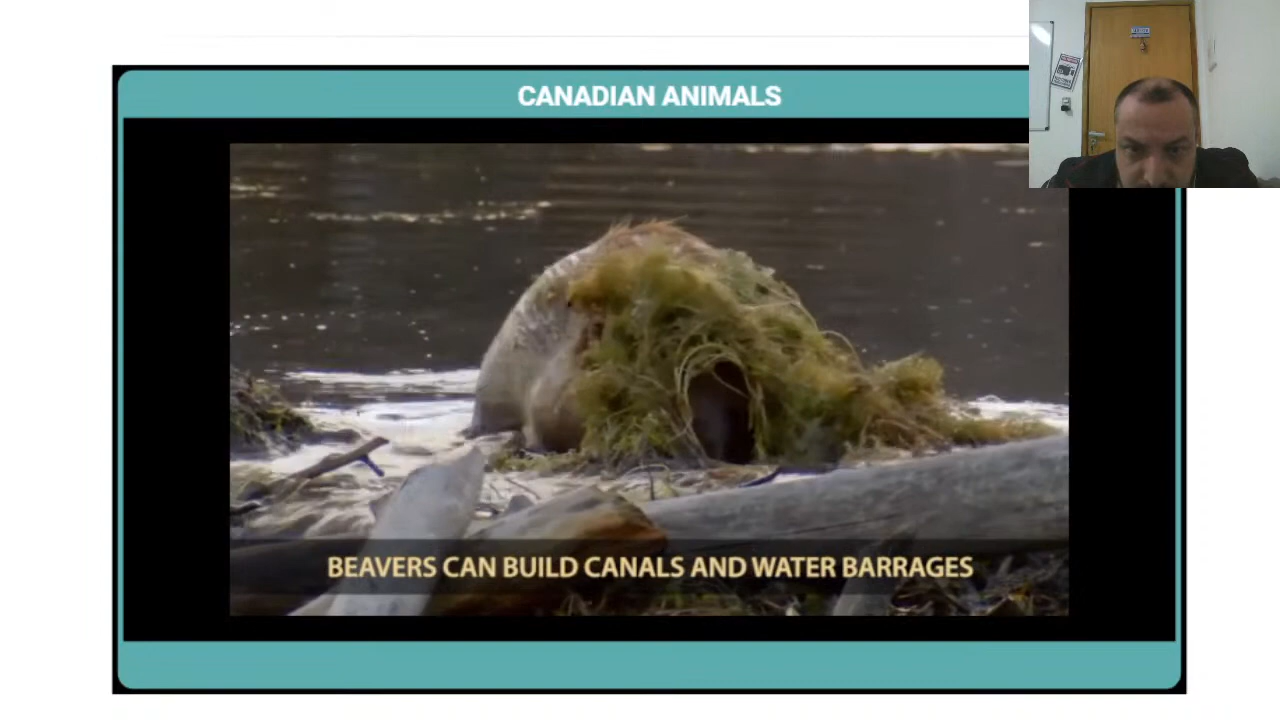 CANADIAN ANIMALS
BEAVERS CAN BUILD CANALS AND WATER BARRAGES